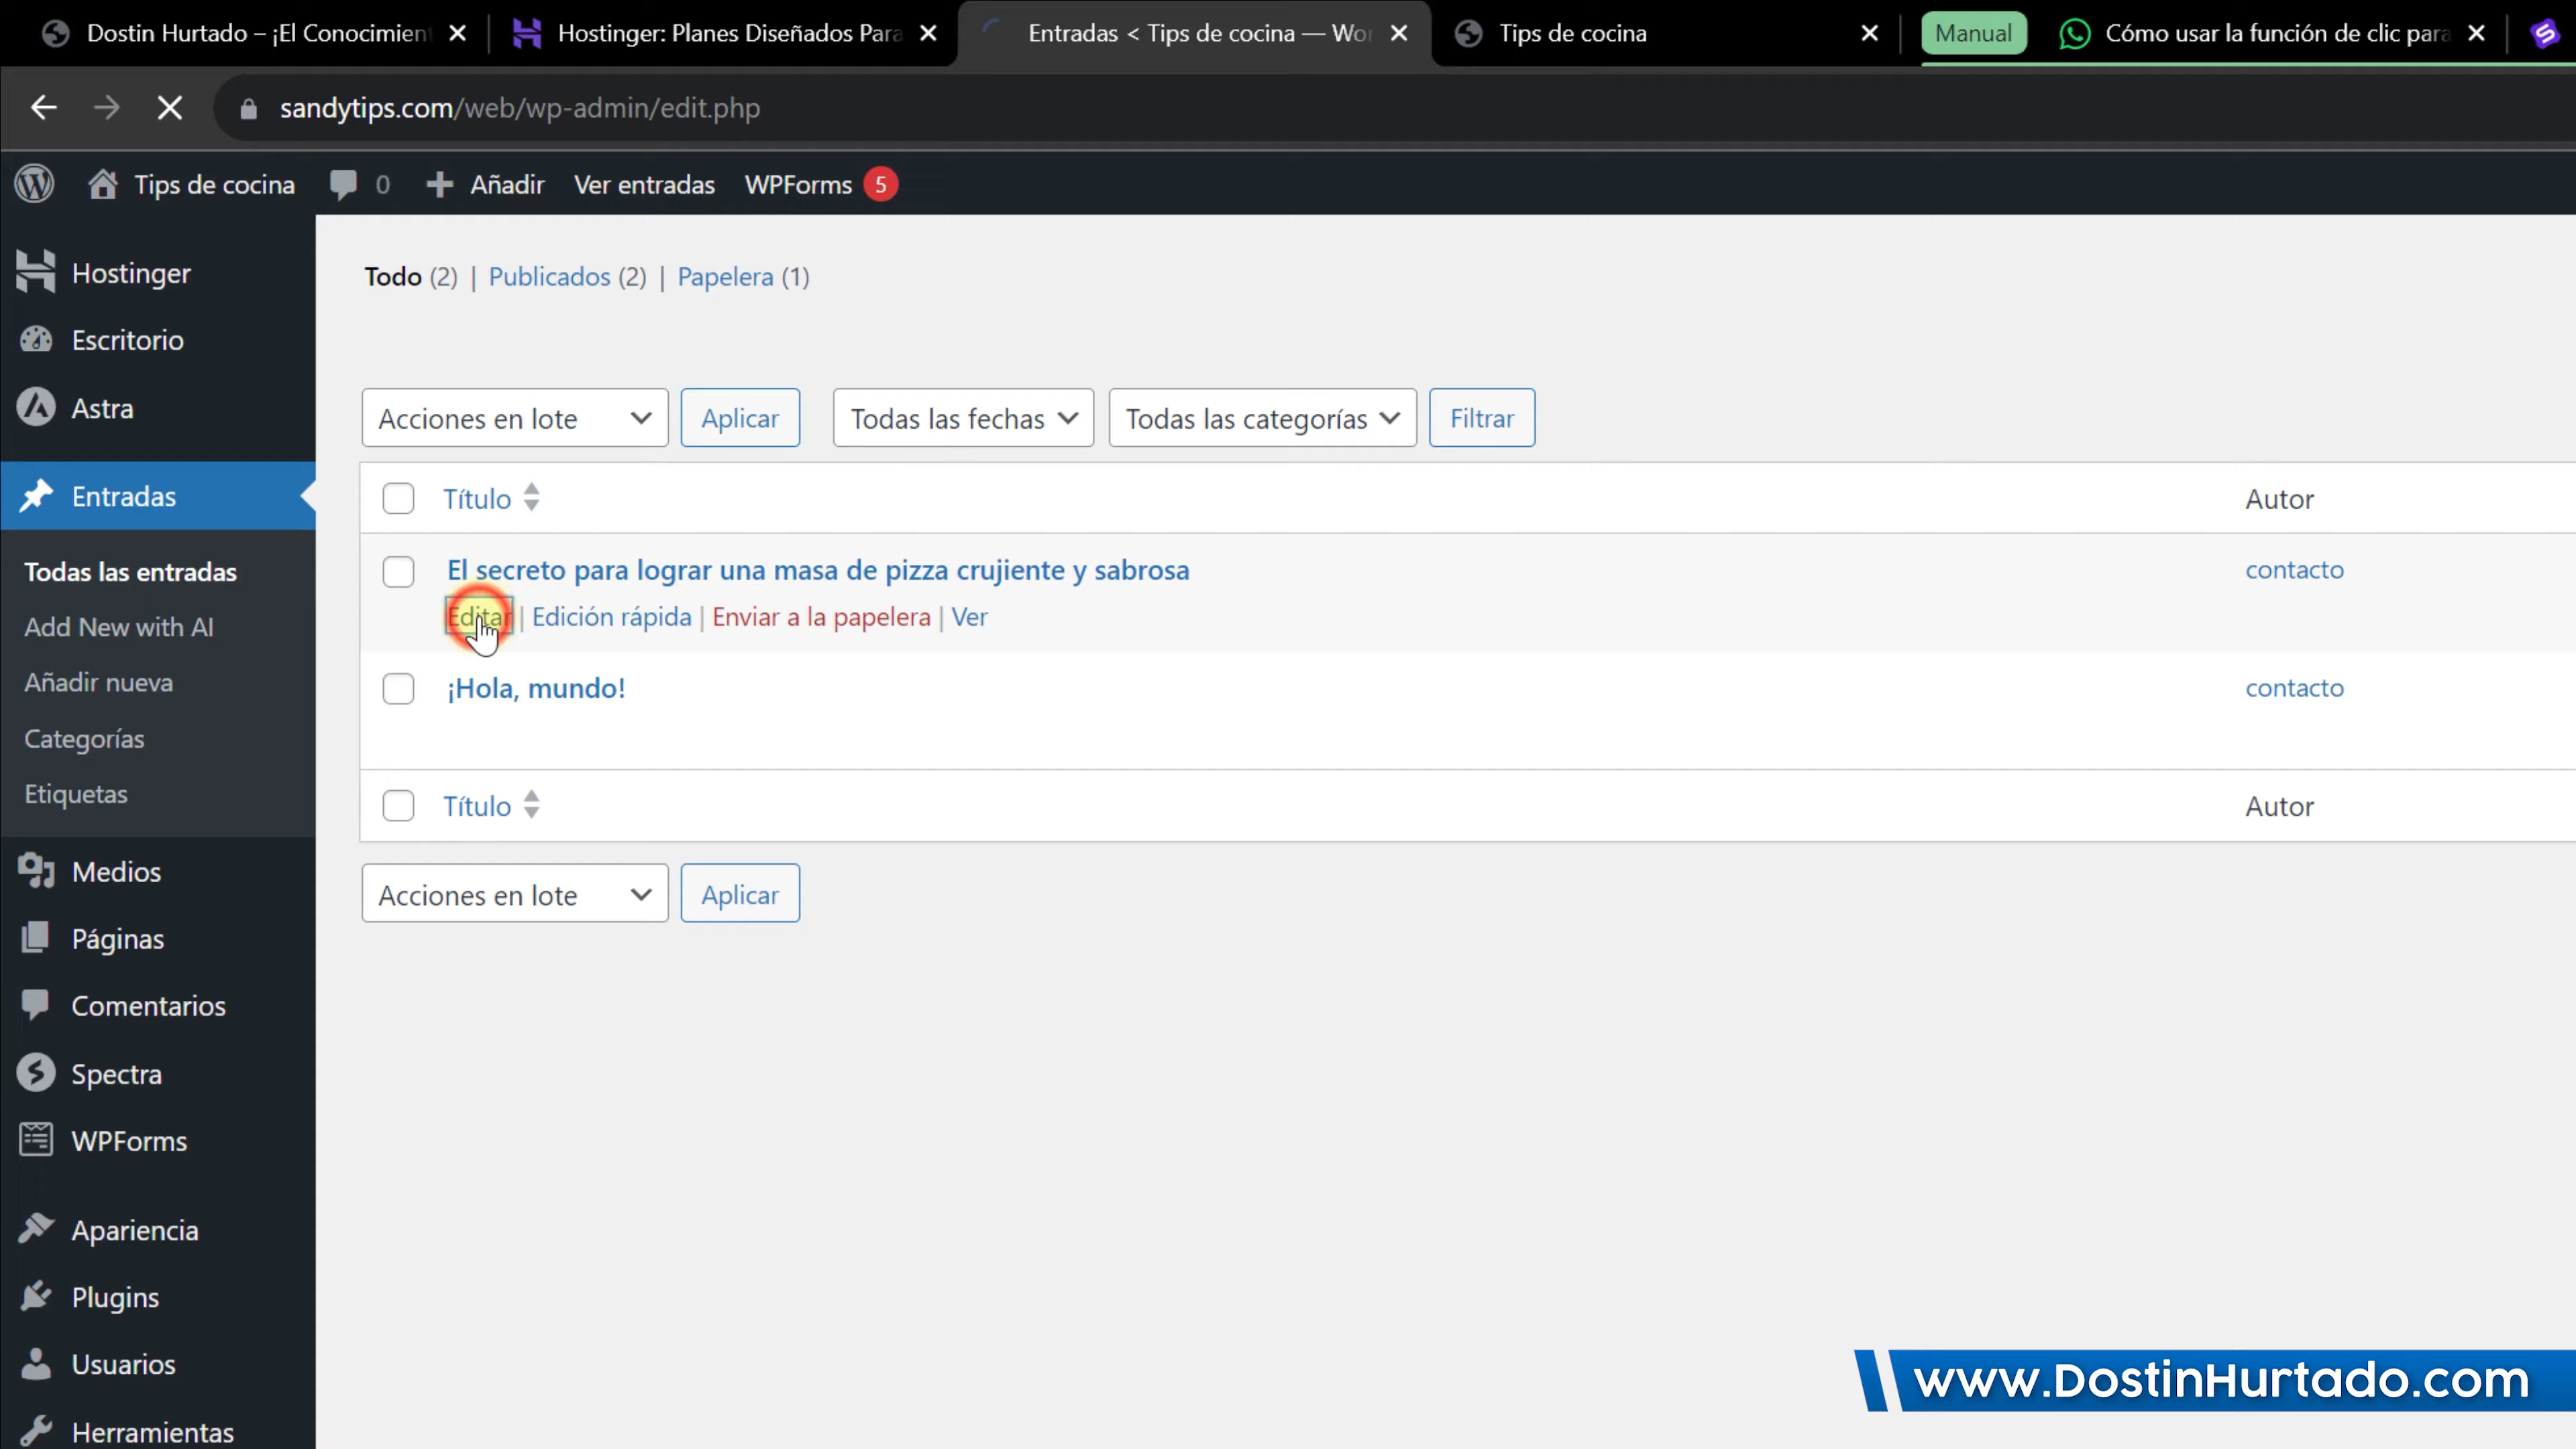 Dostin Hurtado – ¡El Conocimient
Hostinger: Planes Diseñados Para
Entradas < Tips de cocina — Wor
Tips de cocina
Manual
Cómo usar la función de clic para
sandytips.com/web/wp-admin/edit.php
Tips de cocina 0 Añadir Ver entradas WPForms 5
Hostinger
Escritorio
Astra
Entradas
Todas las entradas
Add New with AI
Añadir nueva
Categorías
Etiquetas
Medios
Páginas
Comentarios
Spectra
WPForms
Apariencia
Plugins
Usuarios
Herramientas
Todo (2) | Publicados (2) | Papelera (1)
Acciones en lote Aplicar Todas las fechas Todas las categorías Filtrar
Título Autor
El secreto para lograr una masa de pizza crujiente y sabrosa contacto
Editar | Edición rápida | Enviar a la papelera | Ver
¡Hola, mundo! contacto
Título Autor
Acciones en lote Aplicar
www.DostinHurtado.com